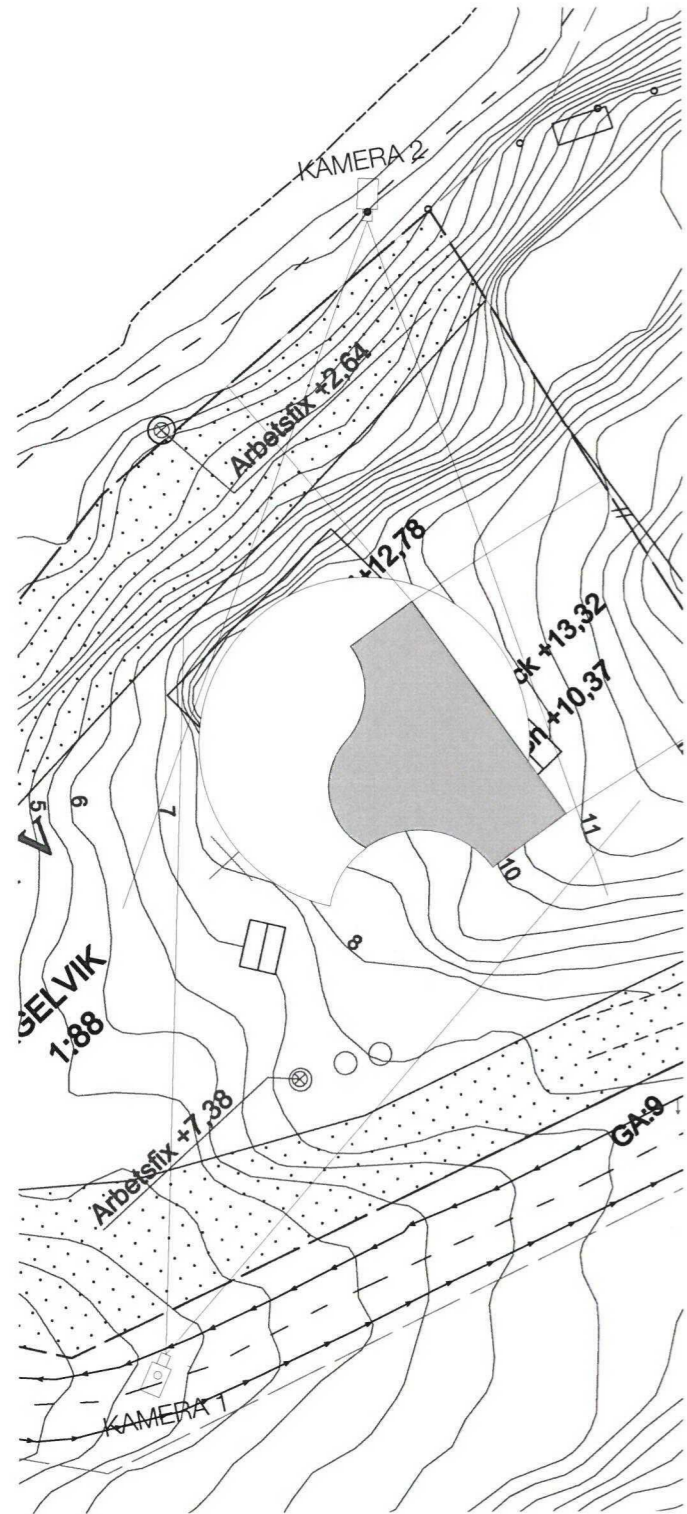 KAMERA 2
Arbetsfix +2,64
+12,78
ck +13,32
on +10,37
5
6
7
11
10
8
GELVIK
1:88
Arbetsfix +7,38
GA:9
KAMERA 1